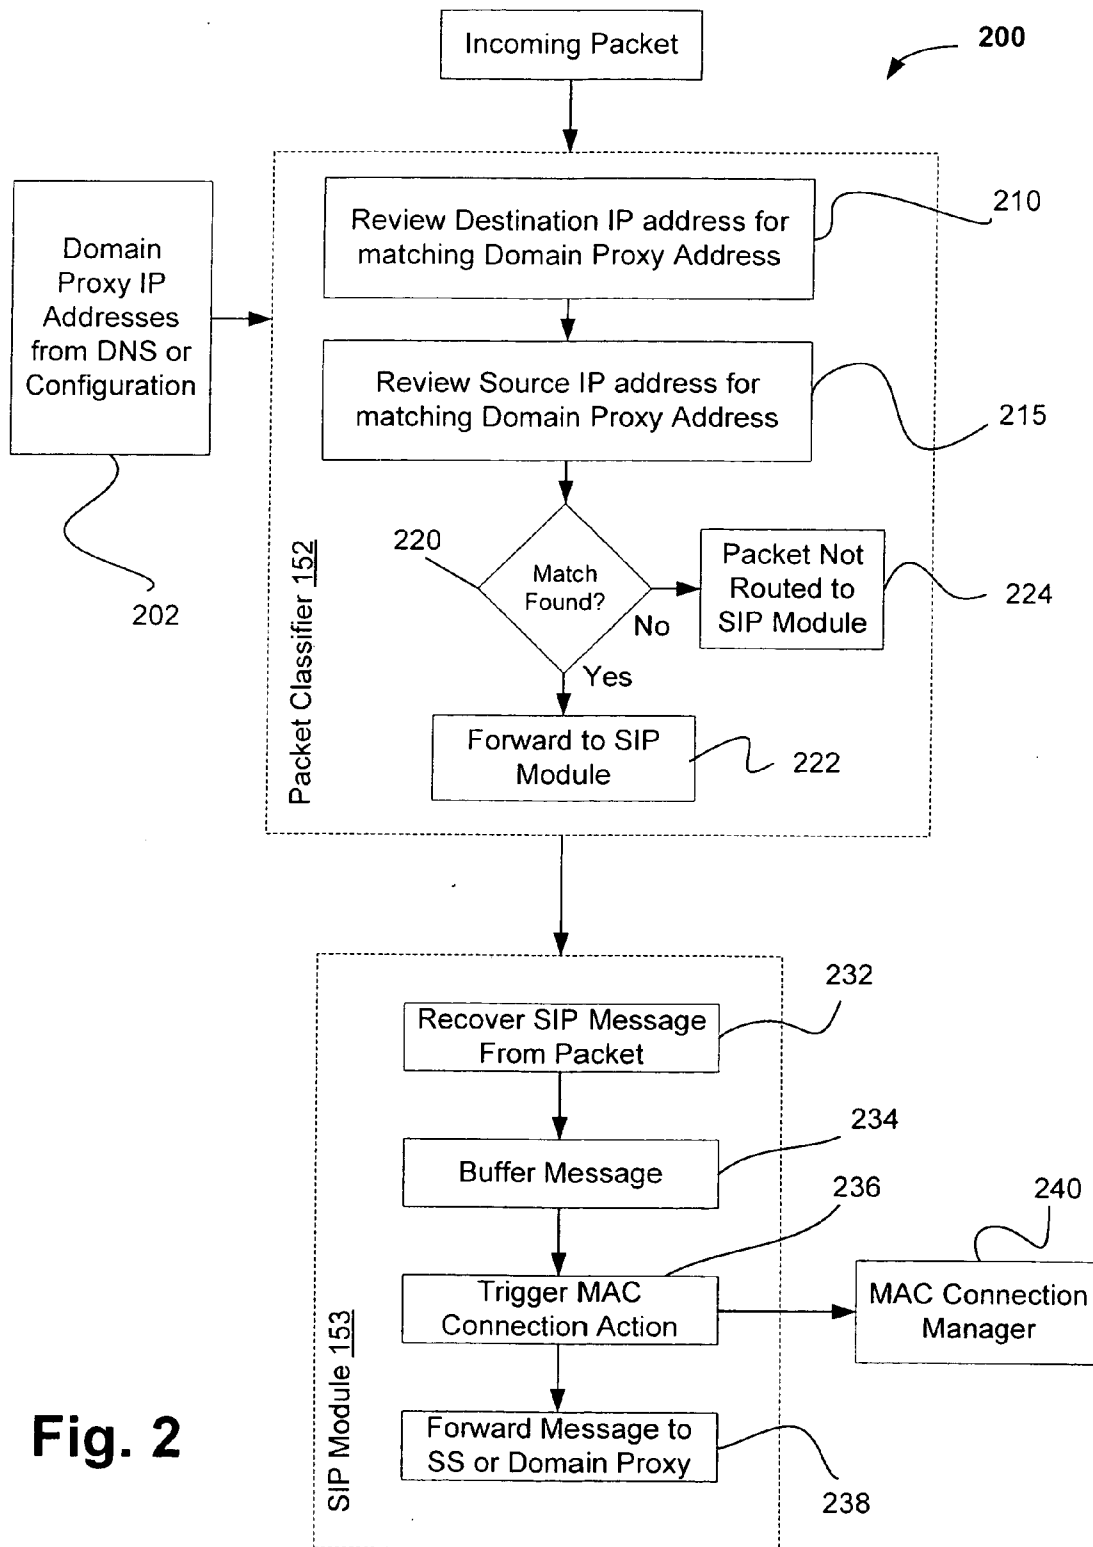 Incoming Packet
200
Domain
Proxy IP
Addresses
from DNS or
Configuration
202
Review Destination IP address for
matching Domain Proxy Address
210
Review Source IP address for
matching Domain Proxy Address
215
220
Match
Found?
No
Yes
Packet Not
Routed to
SIP Module
224
Forward to SIP
Module
222
Packet Classifier 152
Recover SIP Message
From Packet
232
Buffer Message
234
Trigger MAC
Connection Action
236
MAC Connection
Manager
240
Forward Message to
SS or Domain Proxy
238
SIP Module 153
Fig. 2